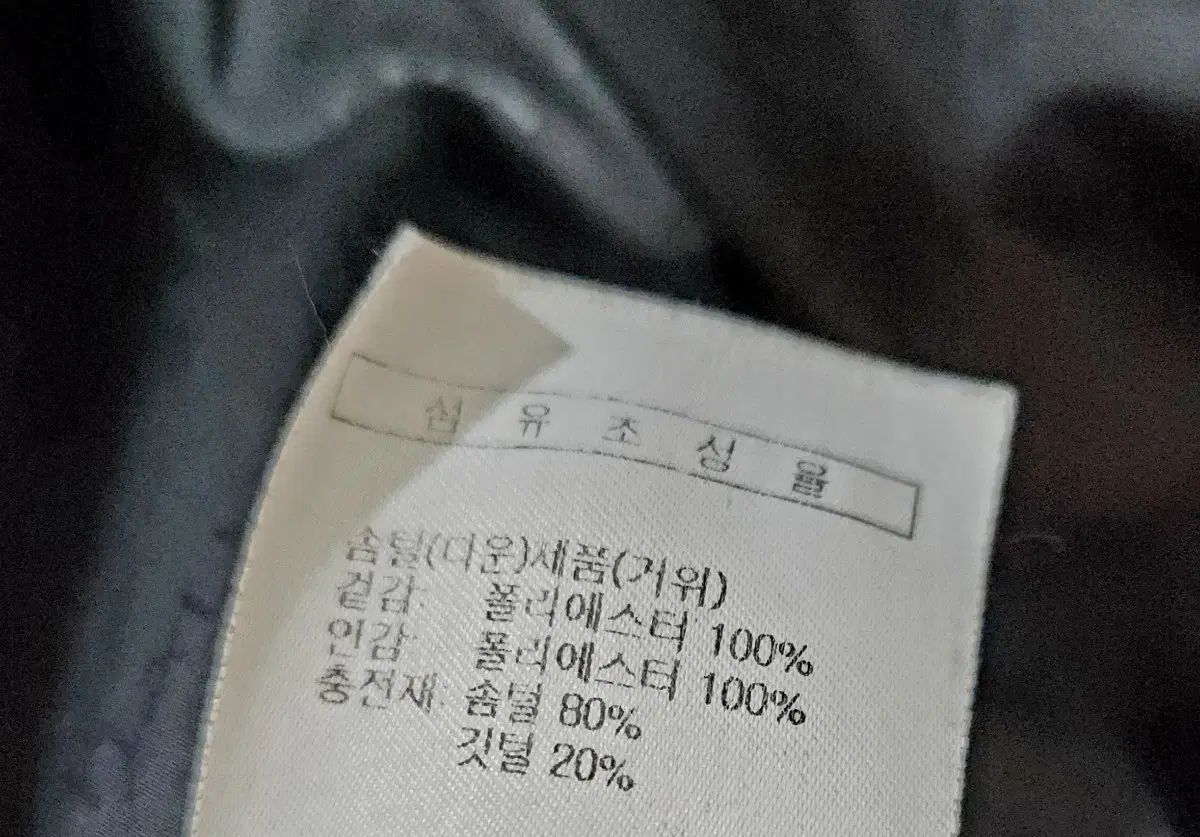 섬유조성율
솜털(다운)제품(거위)
겉감: 폴리에스터 100%
안감: 폴리에스터 100%
충전재: 솜털 80%
깃털 20%